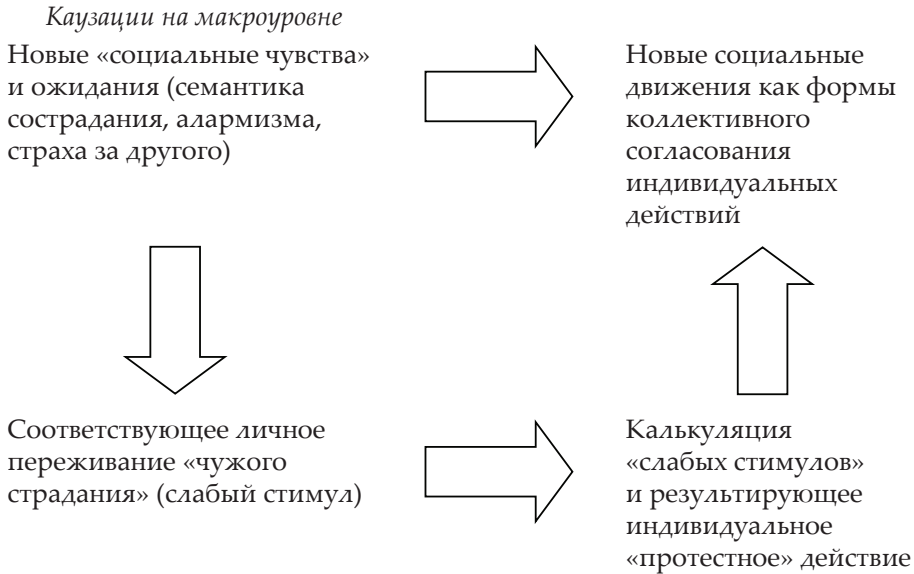 Каузации на макроуровне
Новые «социальные чувства»
и ожидания (семантика
сострадания, алармизма,
страха за другого)
Новые социальные
движения как формы
коллективного
согласования
индивидуальных
действий
Соответствующее личное
переживание «чужого
страдания» (слабый стимул)
Калькуляция
«слабых стимулов»
и результирующее
индивидуальное
«протестное» действие